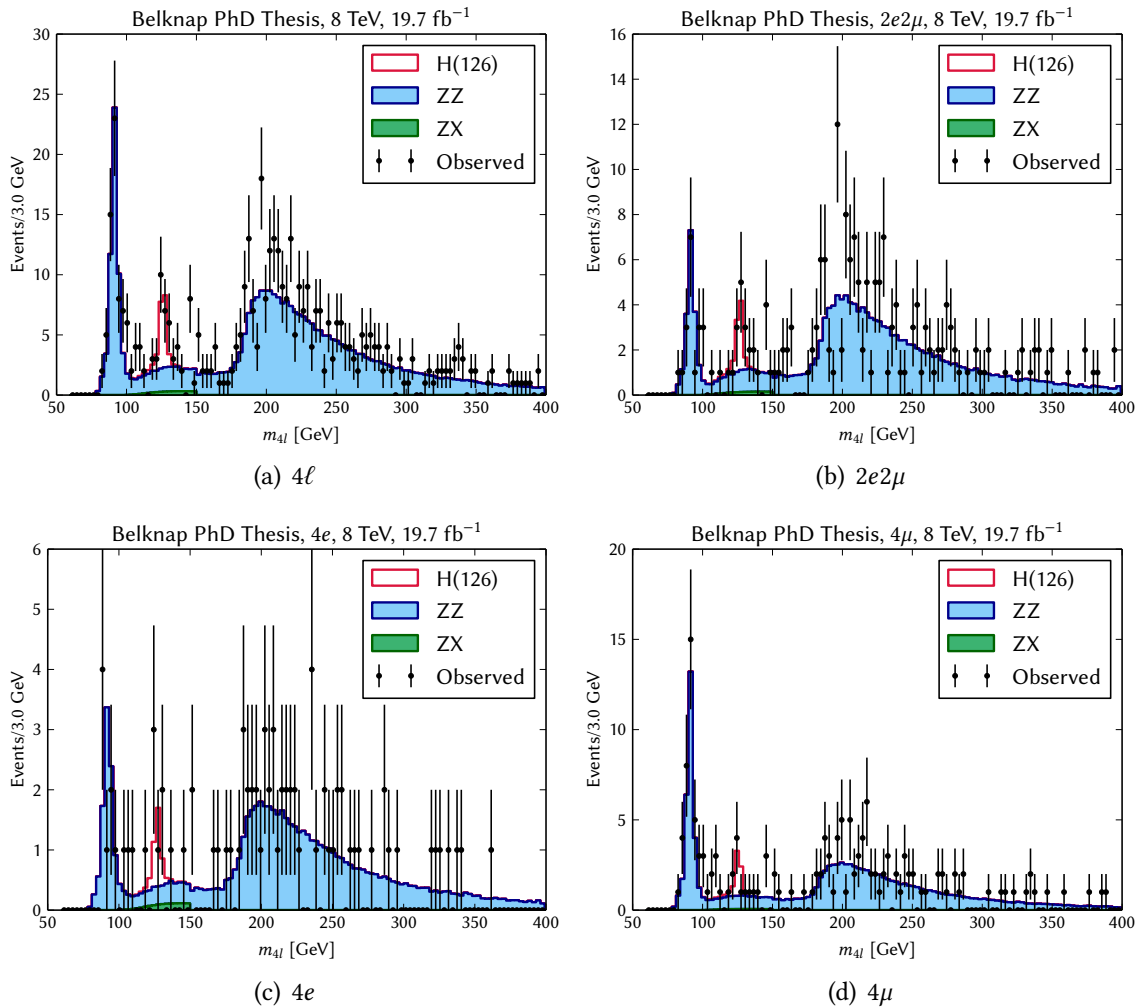 Belknap PhD Thesis, 8 TeV, 19.7 fb⁻¹
30
25
20
15
10
5
0
Events/3.0 GeV
H(126)
ZZ
ZX
Observed
50 100 150 200 250 300 350 400
m4l [GeV]
(a) 4ℓ
Belknap PhD Thesis, 2e2μ, 8 TeV, 19.7 fb⁻¹
16
14
12
10
8
6
4
2
0
Events/3.0 GeV
H(126)
ZZ
ZX
Observed
50 100 150 200 250 300 350 400
m4l [GeV]
(b) 2e2μ
Belknap PhD Thesis, 4e, 8 TeV, 19.7 fb⁻¹
6
5
4
3
2
1
0
Events/3.0 GeV
H(126)
ZZ
ZX
Observed
50 100 150 200 250 300 350 400
m4l [GeV]
(c) 4e
Belknap PhD Thesis, 4μ, 8 TeV, 19.7 fb⁻¹
20
15
10
5
0
Events/3.0 GeV
H(126)
ZZ
ZX
Observed
50 100 150 200 250 300 350 400
m4l [GeV]
(d) 4μ